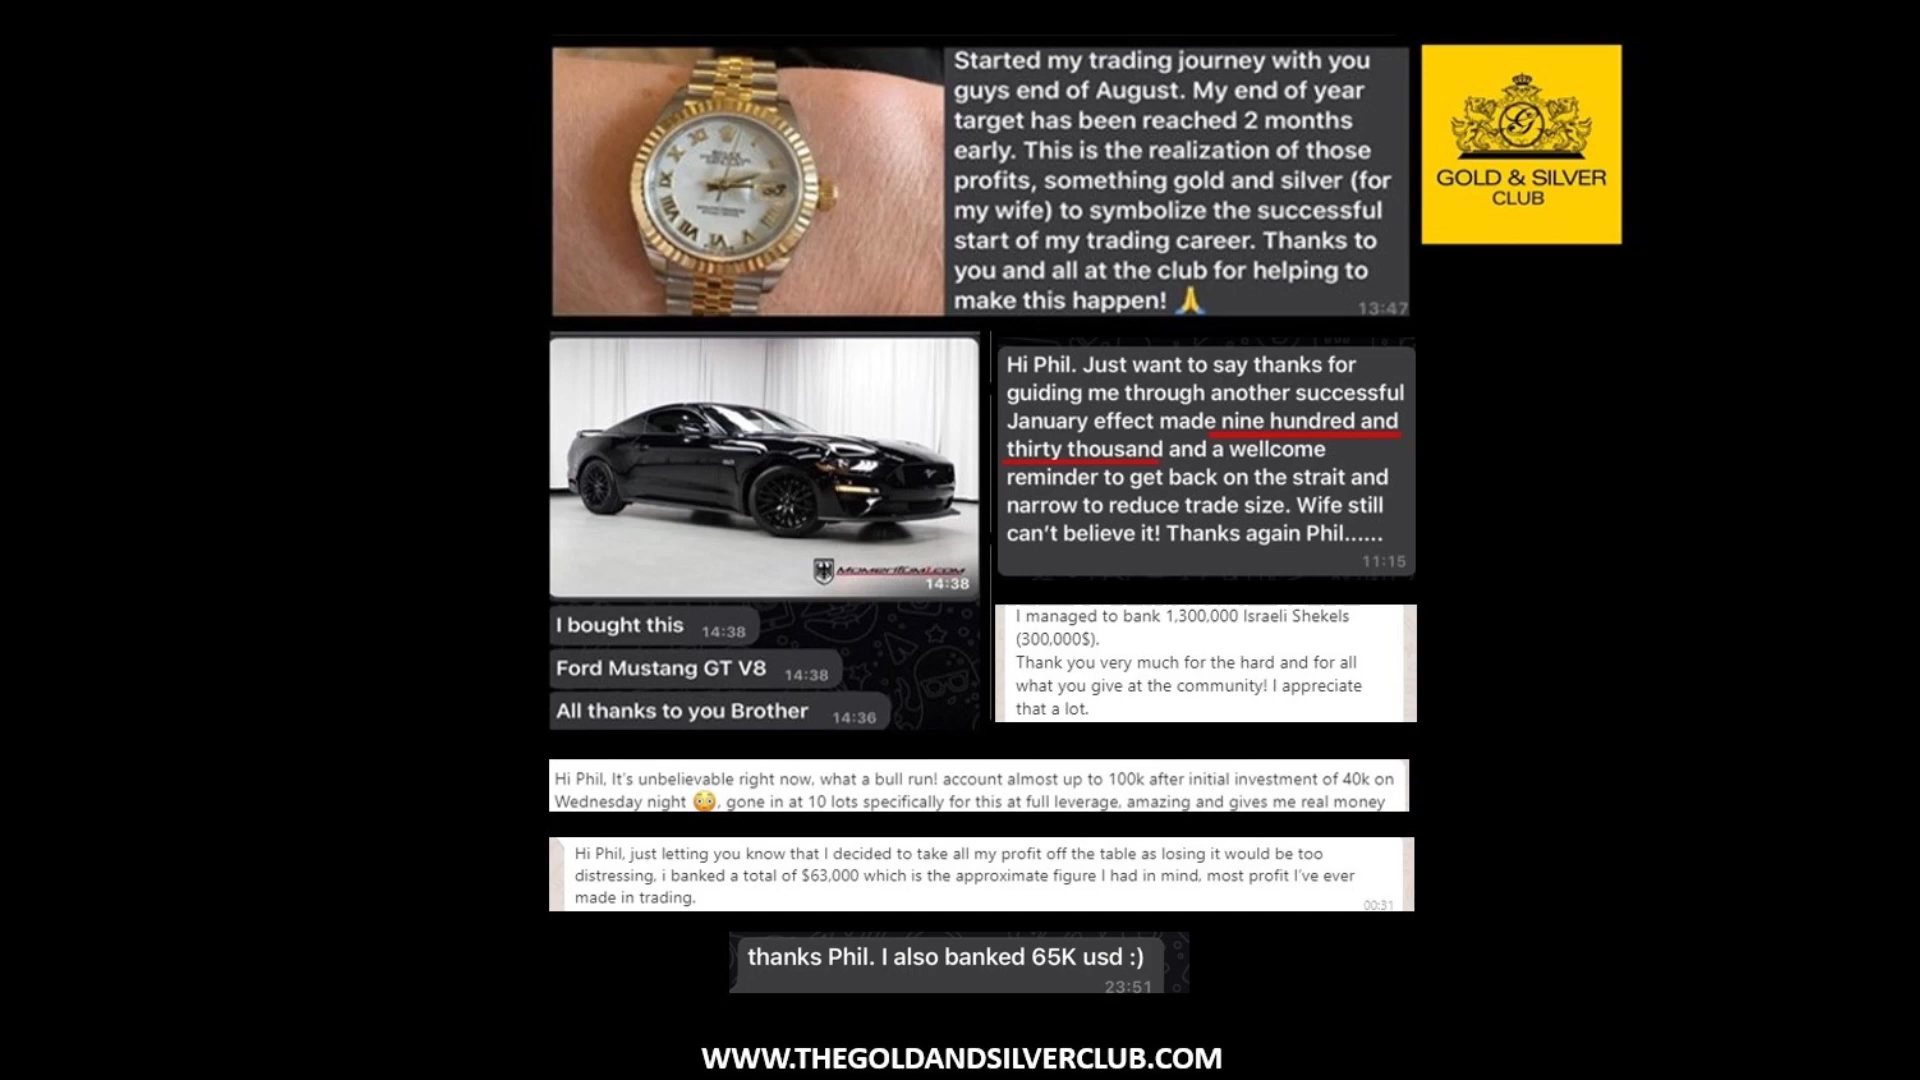 Started my trading journey with you
guys end of August. My end of year
target has been reached 2 months
early. This is the realization of those
profits, something gold and silver (for
my wife) to symbolize the successful
start of my trading career. Thanks to
you and all at the club for helping to
make this happen! 🙏
13:47
GOLD & SILVER
CLUB
14:38
I bought this 14:38
Ford Mustang GT V8 14:38
All thanks to you Brother 14:36
Hi Phil. Just want to say thanks for
guiding me through another successful
January effect made nine hundred and
thirty thousand and a wellcome
reminder to get back on the strait and
narrow to reduce trade size. Wife still
can't believe it! Thanks again Phil......
11:15
I managed to bank 1,300,000 Israeli Shekels
(300,000$).
Thank you very much for the hard and for all
what you give at the community! I appreciate
that a lot.
Hi Phil, It's unbelievable right now, what a bull run! account almost up to 100k after initial investment of 40k on
Wednesday night 😳, gone in at 10 lots specifically for this at full leverage, amazing and gives me real money
Hi Phil, just letting you know that I decided to take all my profit off the table as losing it would be too
distressing, i banked a total of $63,000 which is the approximate figure I had in mind, most profit I've ever
made in trading.
00:31
thanks Phil. I also banked 65K usd :)
23:51
WWW.THEGOLDANDSILVERCLUB.COM